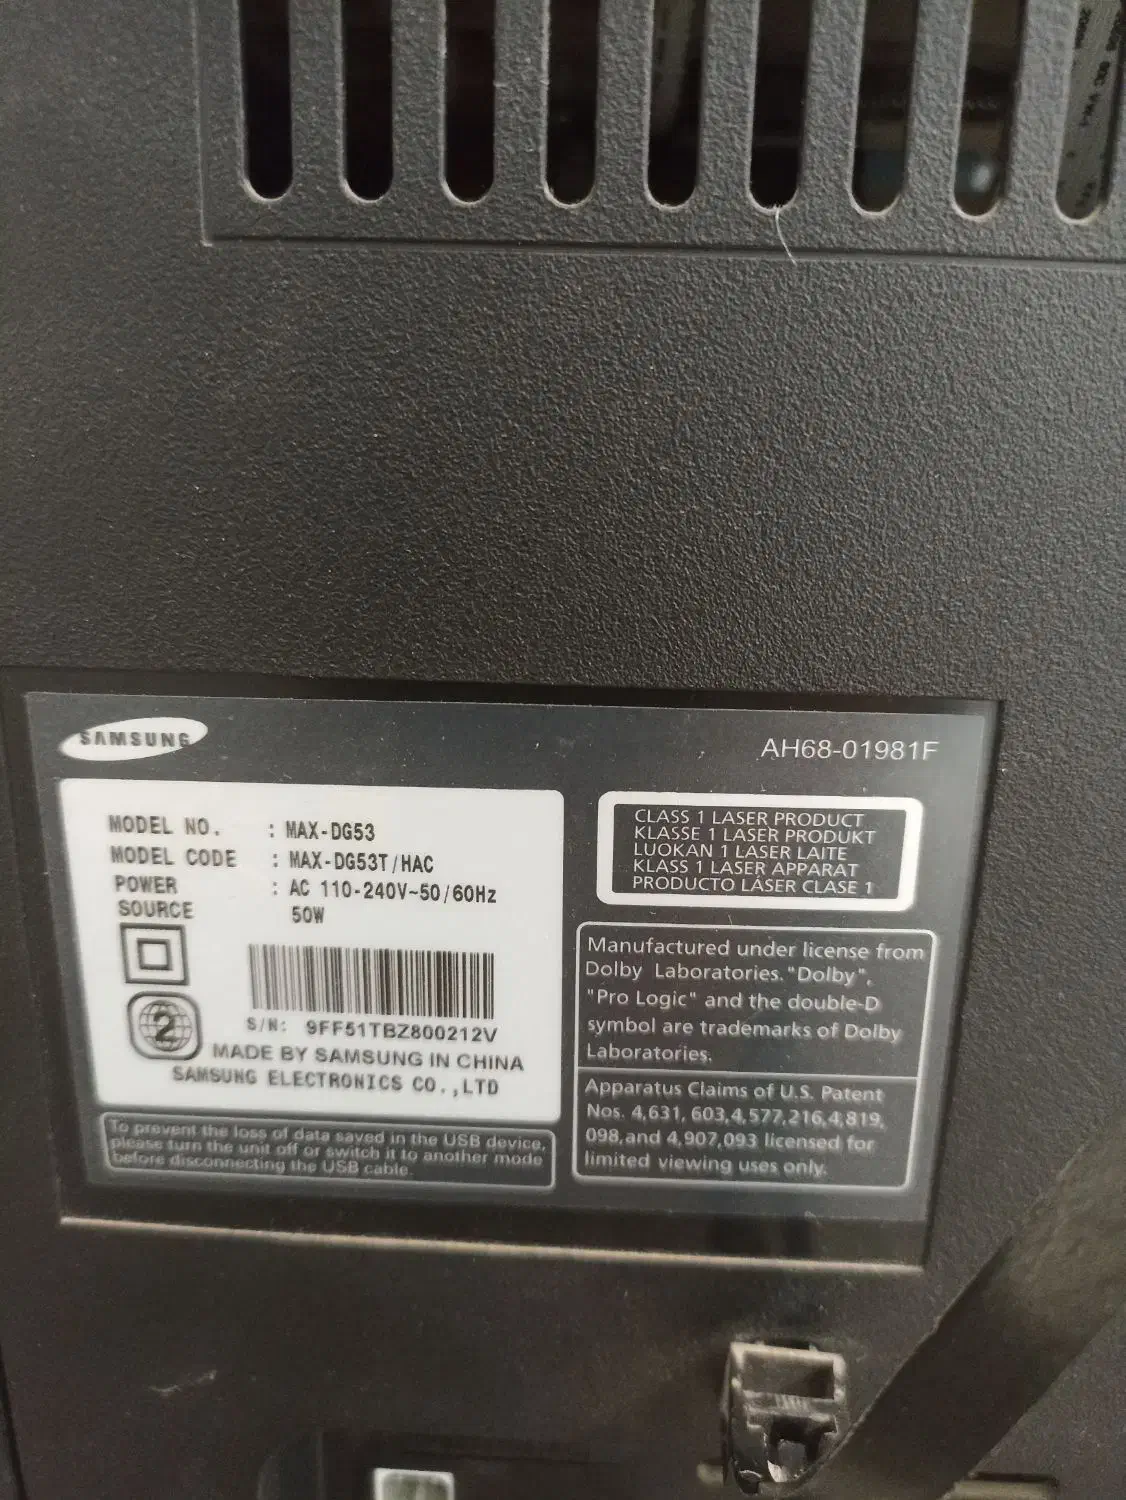 SAMSUNG
AH68-01981F
MODEL NO. : MAX-DG53
MODEL CODE : MAX-DG53T/HAC
POWER : AC 110-240V~50/60Hz
SOURCE 50W
2
S/N: 9FF51TBZ800212V
MADE BY SAMSUNG IN CHINA
SAMSUNG ELECTRONICS CO.,LTD
To prevent the loss of data saved in the USB device,
please turn the unit off or switch it to another mode
before disconnecting the USB cable.
CLASS 1 LASER PRODUCT
KLASSE 1 LASER PRODUKT
LUOKAN 1 LASER LAITE
KLASS 1 LASER APPARAT
PRODUCTO LÁSER CLASE 1
Manufactured under license from
Dolby Laboratories. "Dolby",
"Pro Logic" and the double-D
symbol are trademarks of Dolby
Laboratories.
Apparatus Claims of U.S. Patent
Nos. 4,631, 603,4,577,216,4,819,
098,and 4,907,093 licensed for
limited viewing uses only.